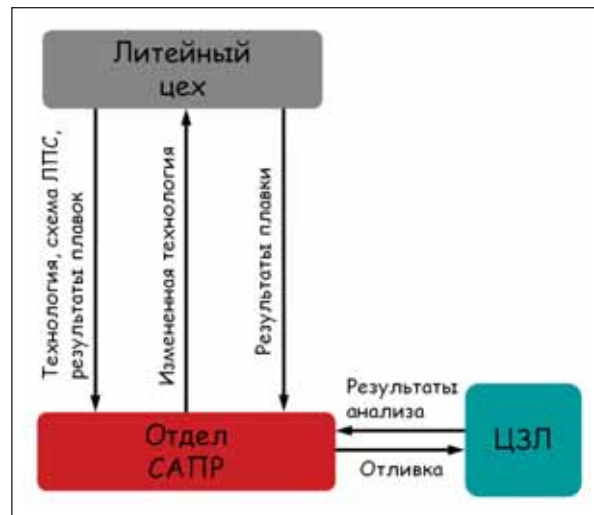 Литейный
цех
Технология, схема ЛПС,
результаты плавок
Измененная технология
Результаты плавки
Результаты
анализа
Отдел
САПР
ЦЗЛ
Отливка